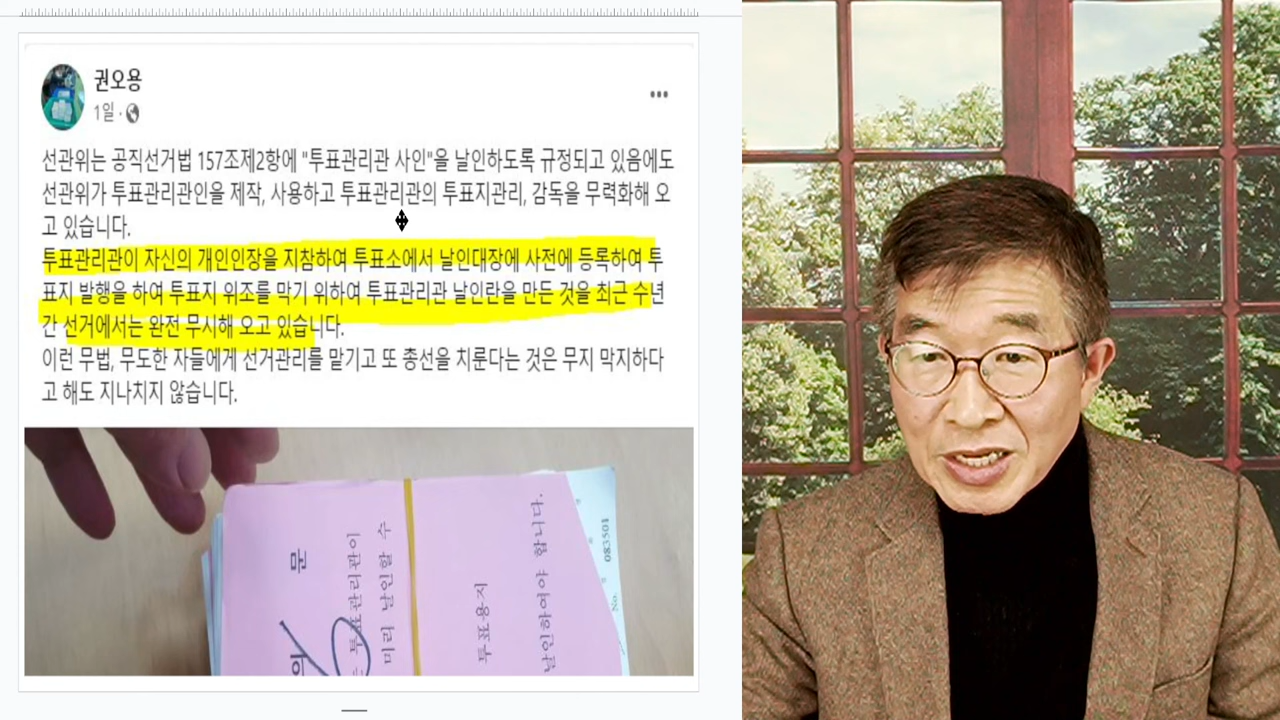 권오용
1일 ·
선관위는 공직선거법 157조제2항에 "투표관리관 사인"을 날인하도록 규정되고 있음에도
선관위가 투표관리관인을 제작, 사용하고 투표관리관의 투표지관리, 감독을 무력화해 오
고 있습니다.
투표관리관이 자신의 개인인장을 지참하여 투표소에서 날인대장에 사전에 등록하여 투
표지 발행을 하여 투표지 위조를 막기 위하여 투표관리관 날인란을 만든 것을 최근 수년
간 선거에서는 완전 무시해 오고 있습니다.
이런 무법, 무도한 자들에게 선거관리를 맡기고 또 총선을 치룬다는 것은 무지 막지하다
고 해도 지나치지 않습니다.
문
투표관리관이
미리 날인할 수
투표용지
날인하여야 합니다.
No. 083501